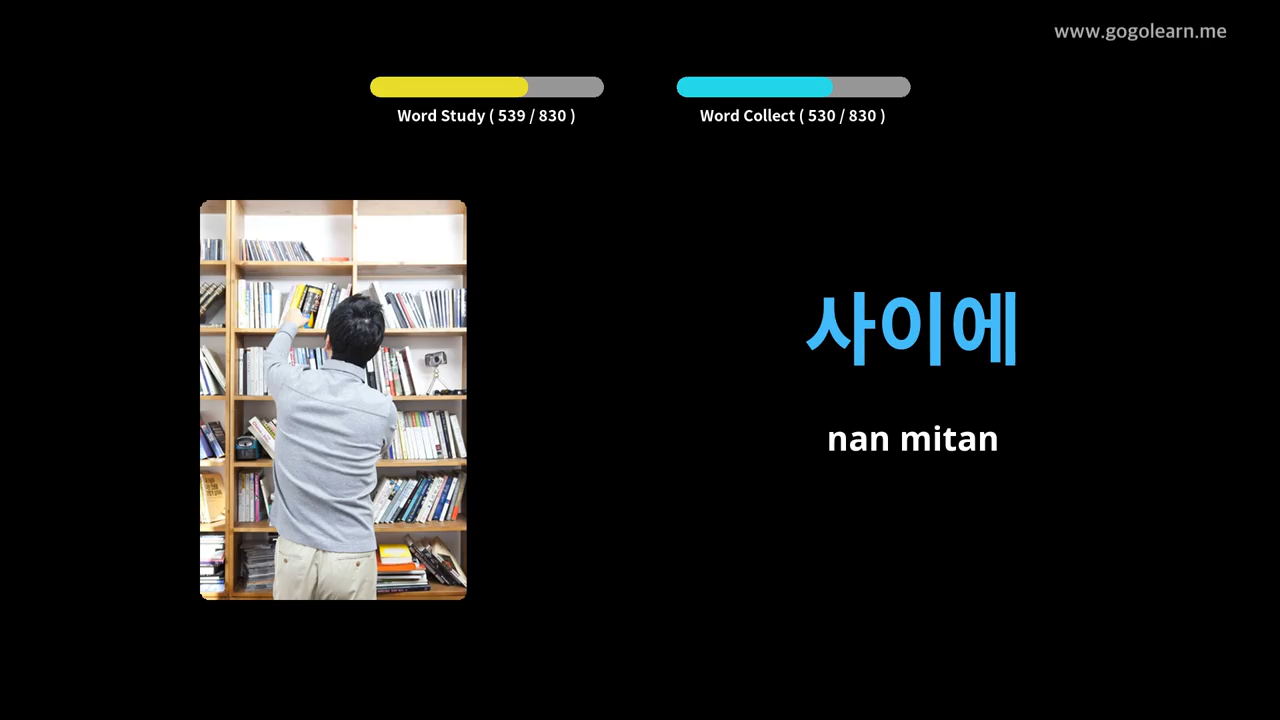 www.gogolearn.me
Word Study ( 539 / 830 )
Word Collect ( 530 / 830 )
사이에
nan mitan